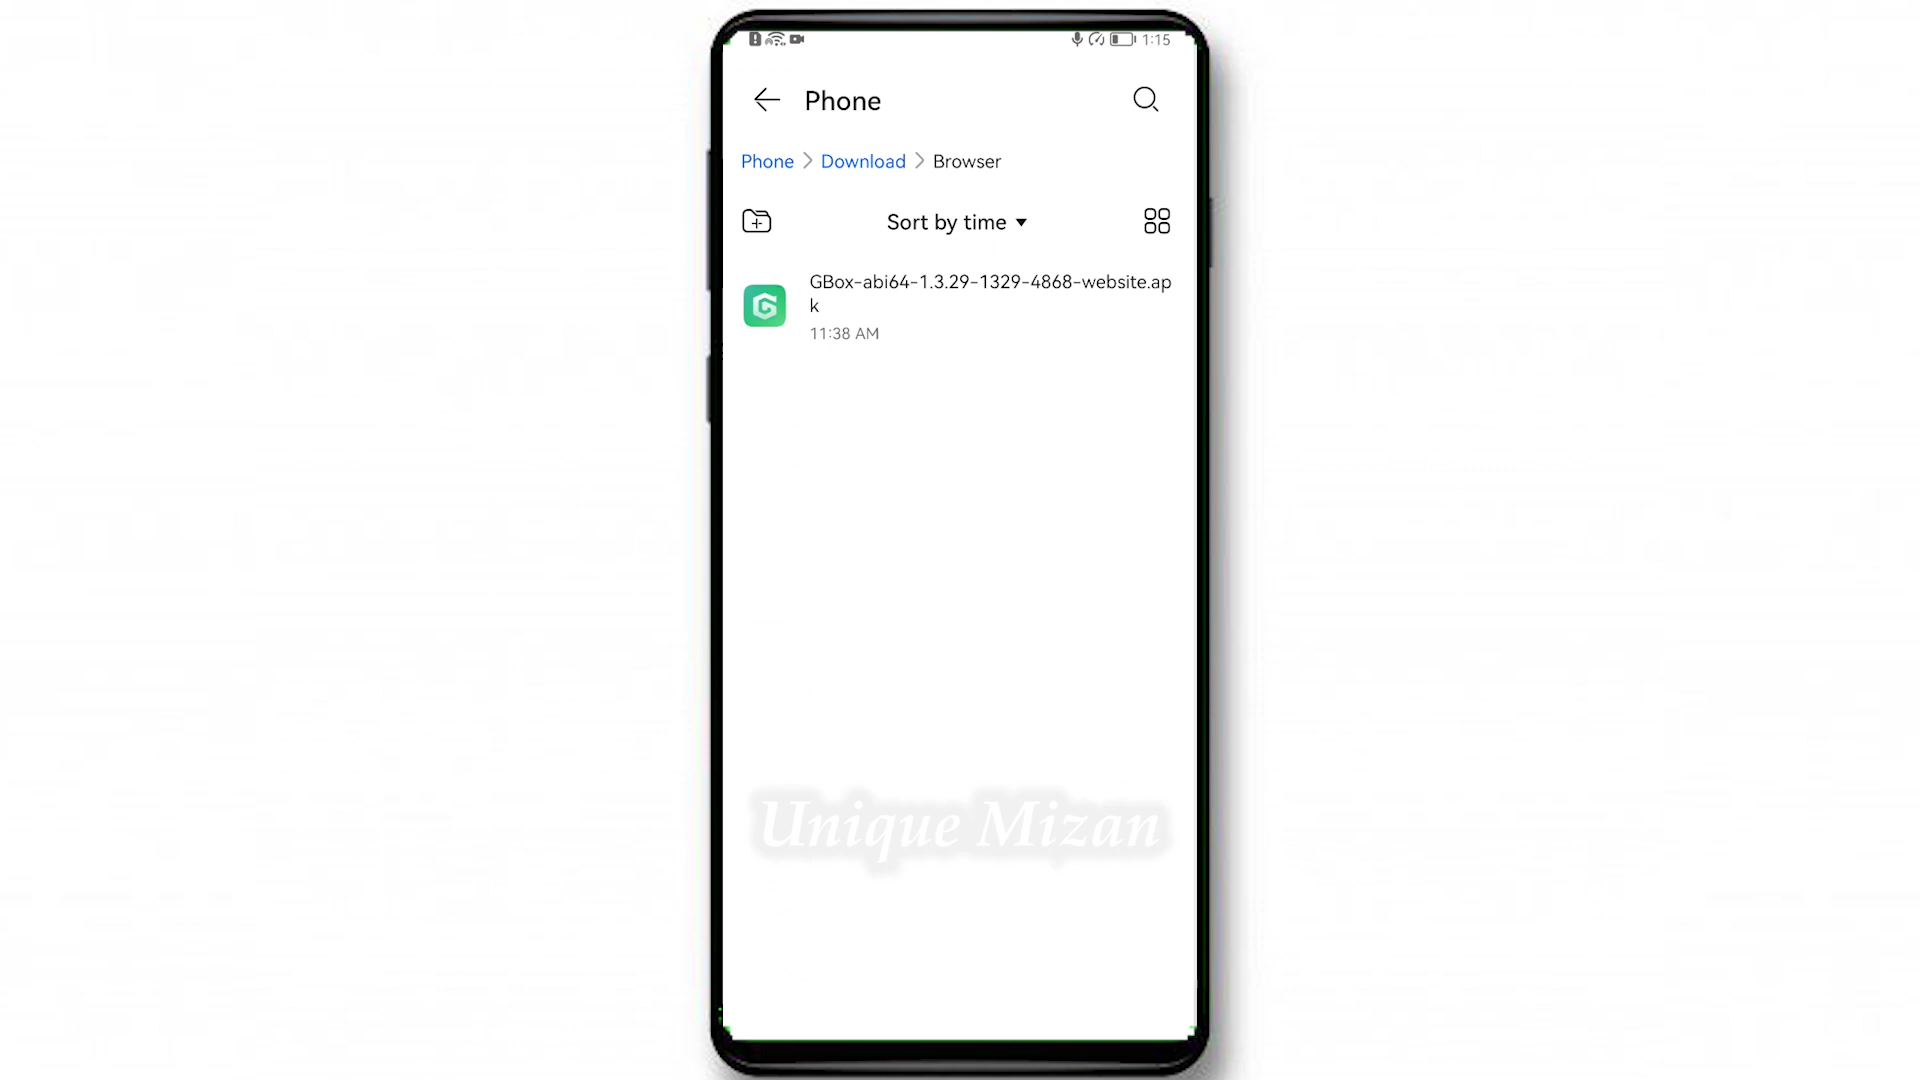 1:15
Phone
Phone > Download > Browser
Sort by time
GBox-abi64-1.3.29-1329-4868-website.ap
k
11:38 AM
Unique Mizan